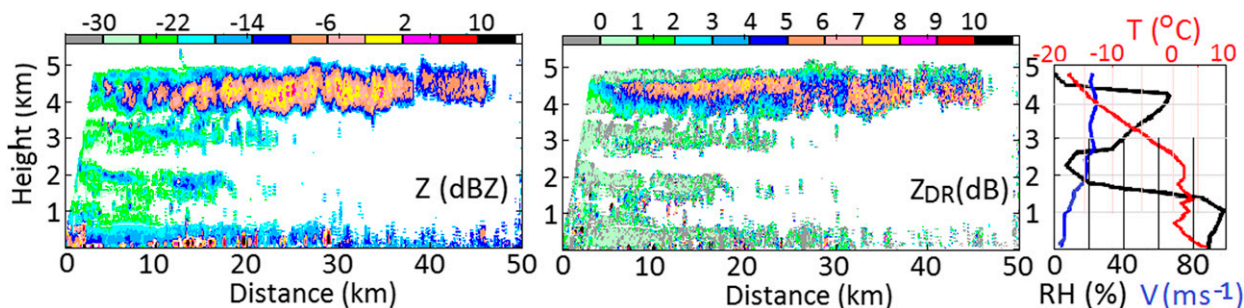 -30 -22 -14 -6 2 10
0 1 2 3 4 5 6 7 8 9 10
T (°C)
-20 -10 0 10
Height (km)
5
4
3
2
1
Z (dBZ)
0 10 20 30 40 50
Distance (km)
5
4
3
2
1
ZDR(dB)
0 10 20 30 40 50
Distance (km)
5
4
3
2
1
0 40 80
RH (%) V (ms-1)